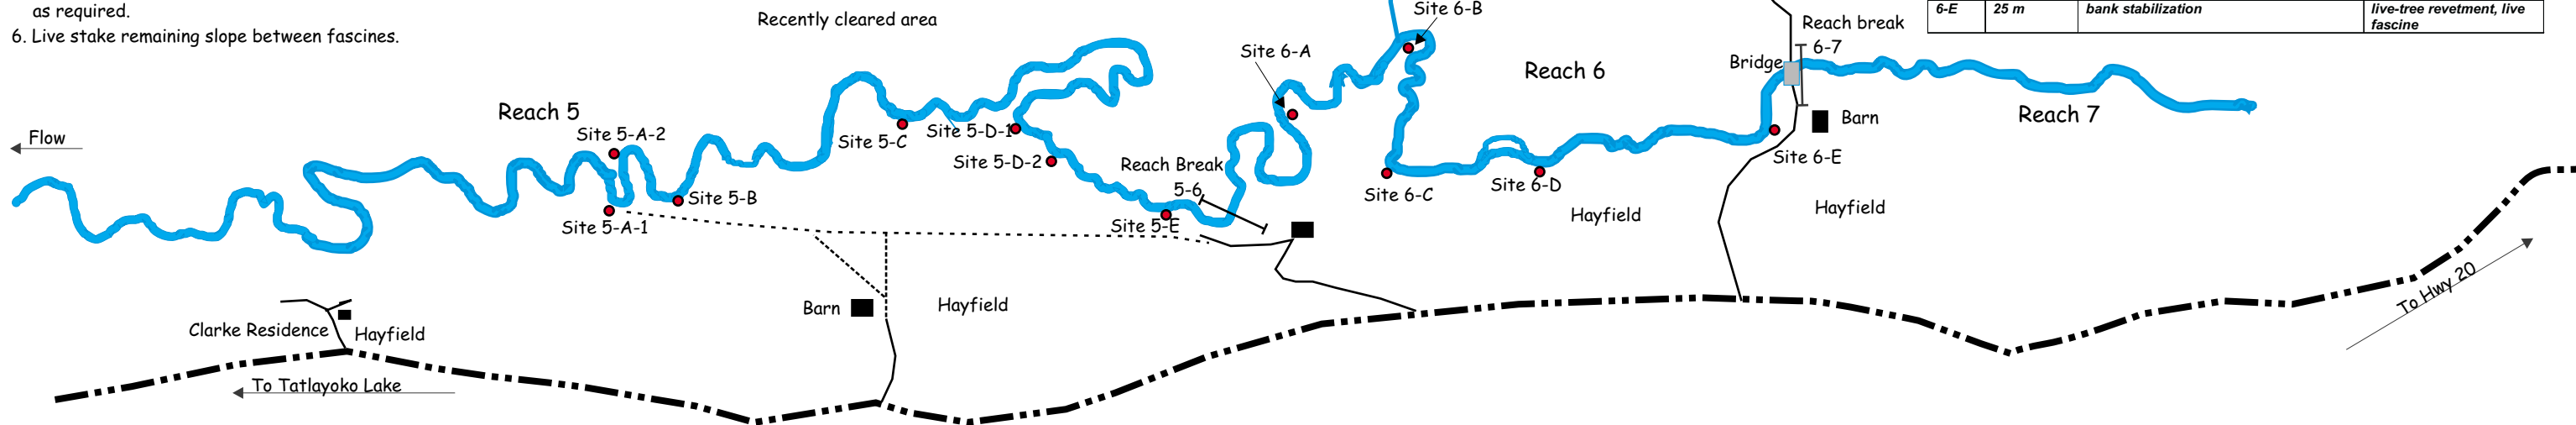 as required.
6. Live stake remaining slope between fascines.
Recently cleared area
Site 6-B
Reach break
6-7
6-E 25 m bank stabilization live-tree revetment, live
fascine
Site 6-A
Reach 6
Bridge
Reach 5
Site 5-A-2
Flow
Site 5-C
Site 5-D-1
Barn
Reach 7
Site 5-D-2
Reach Break
5-6
Site 6-E
Site 5-B
Site 6-C
Site 6-D
Site 5-A-1
Site 5-E
Hayfield
Hayfield
To Hwy 20
Barn
Hayfield
Clarke Residence
Hayfield
To Tatlayoko Lake